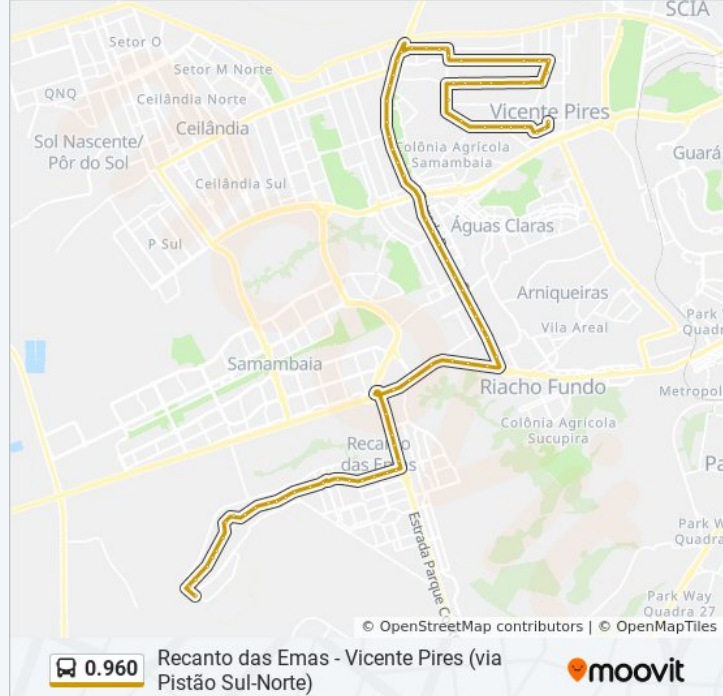 SCIA
Setor O
Setor M Norte
QNQ
Ceilândia Norte
Ceilândia
Vicente Pires
Sol Nascente/
Pôr do Sol
Colônia Agrícola
Samambaia
Guará
Ceilândia Sul
P Sul
Águas Claras
Arniqueiras
Vila Areal
Park W
Quadr
Samambaia
Riacho Fundo
Metropol
Colônia Agrícola
Sucupira
Recanto
das Emas
Pa
Estrada Parque C
Park W
Quadra
Park Way
Quadra 27
© OpenStreetMap contributors | © OpenMapTiles
0.960
Recanto das Emas - Vicente Pires (via
Pistão Sul-Norte)
moovit